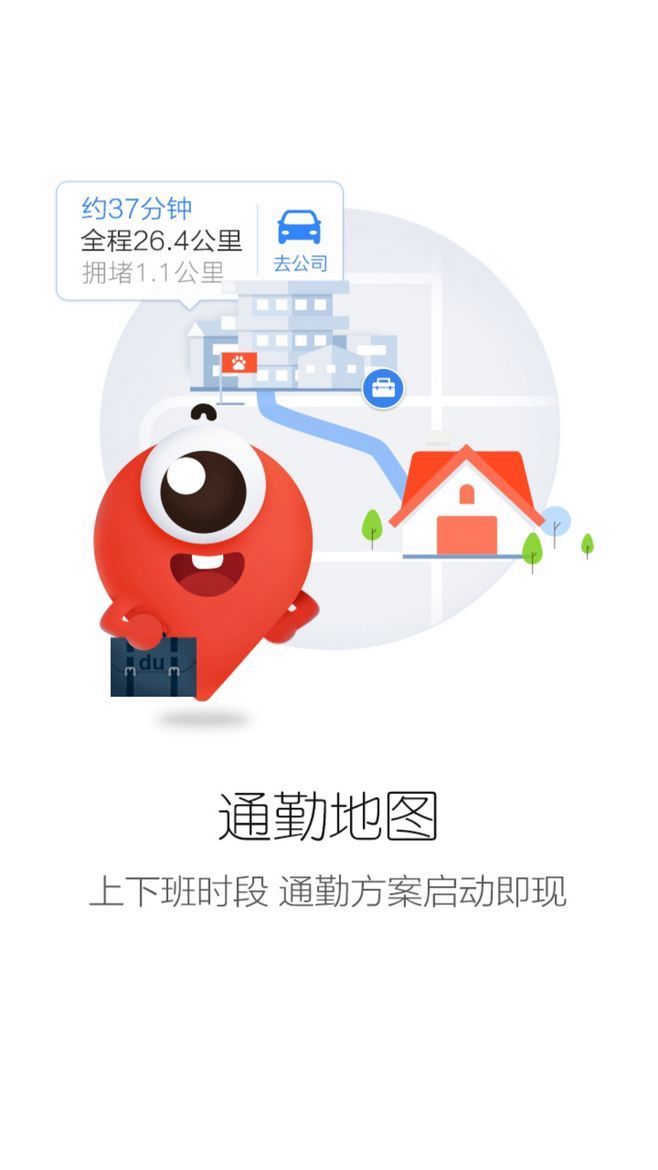 约37分钟
全程26.4公里
拥堵1.1公里
去公司
du
通勤地图
上下班时段 通勤方案启动即现